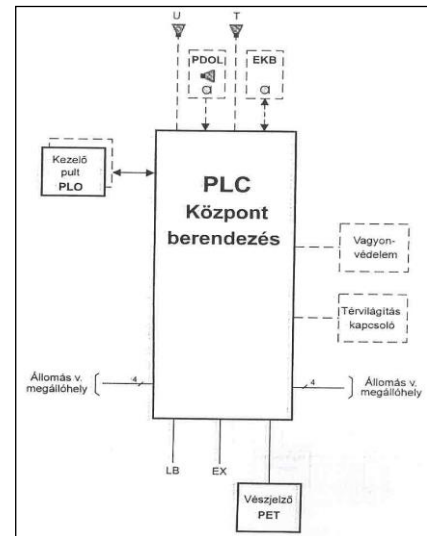 U
T
PDOL
EKB
Kezelő
pult
PLO
PLC
Központ
berendezés
Vagyon-
védelem
Térvilágítás
kapcsoló
Állomás v.
megállóhely
4
4
Állomás v.
megállóhely
LB
EX
Vészjelző
PET